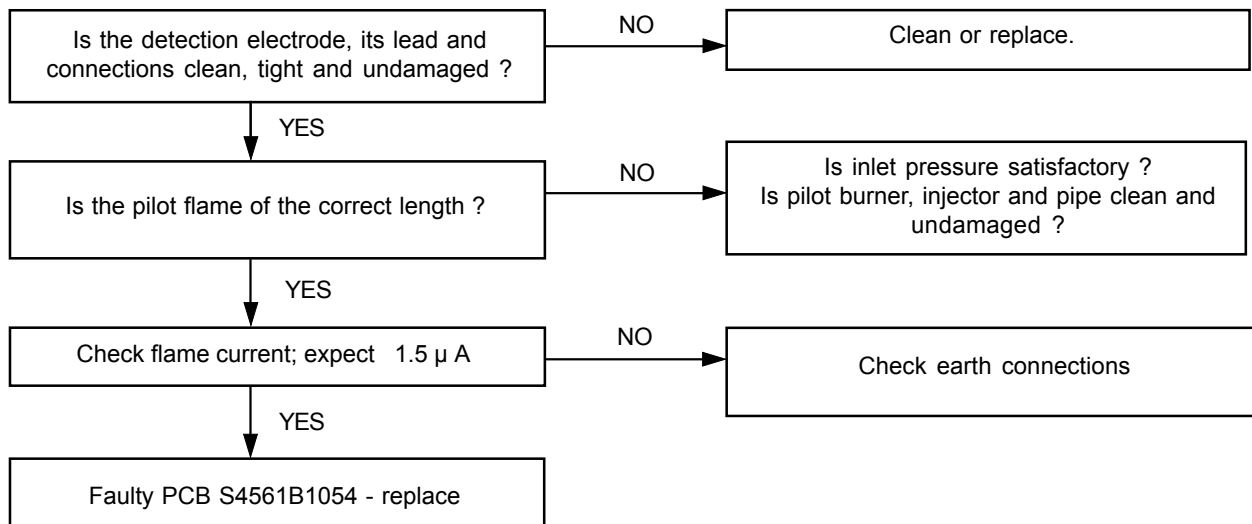 Is the detection electrode, its lead and
connections clean, tight and undamaged ?
NO
Clean or replace.
YES
Is the pilot flame of the correct length ?
NO
Is inlet pressure satisfactory ?
Is pilot burner, injector and pipe clean and
undamaged ?
YES
Check flame current; expect 1.5 µ A
NO
Check earth connections
YES
Faulty PCB S4561B1054 - replace